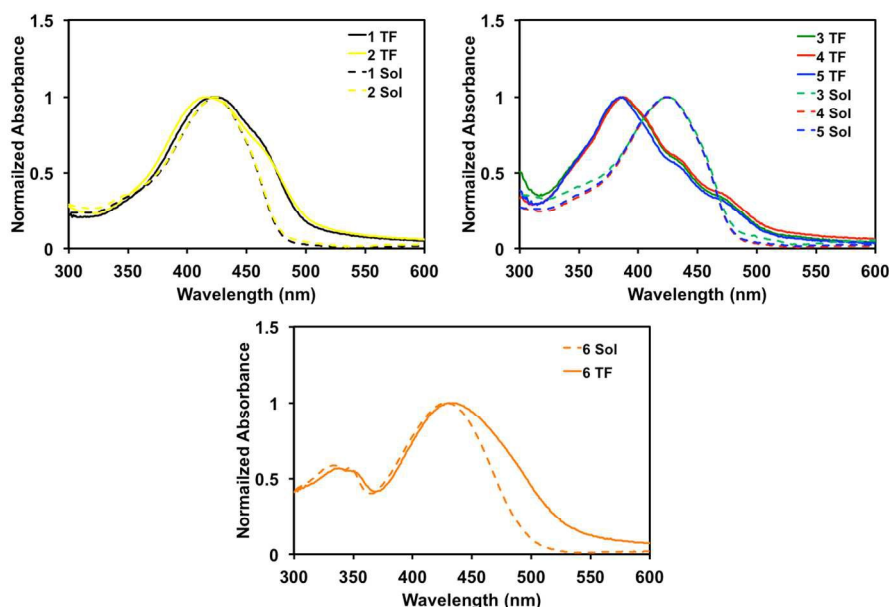 1.5
1
0.5
0
Normailzed Absorbance
300 350 400 450 500 550 600
Wavelength (nm)
1 TF
2 TF
1 Sol
2 Sol
1.5
1
0.5
0
Normailzed Absorbance
300 350 400 450 500 550 600
Wavelength (nm)
3 TF
4 TF
5 TF
3 Sol
4 Sol
5 Sol
1.5
1
0.5
0
Normailzed Absorbance
300 350 400 450 500 550 600
Wavelength (nm)
6 Sol
6 TF